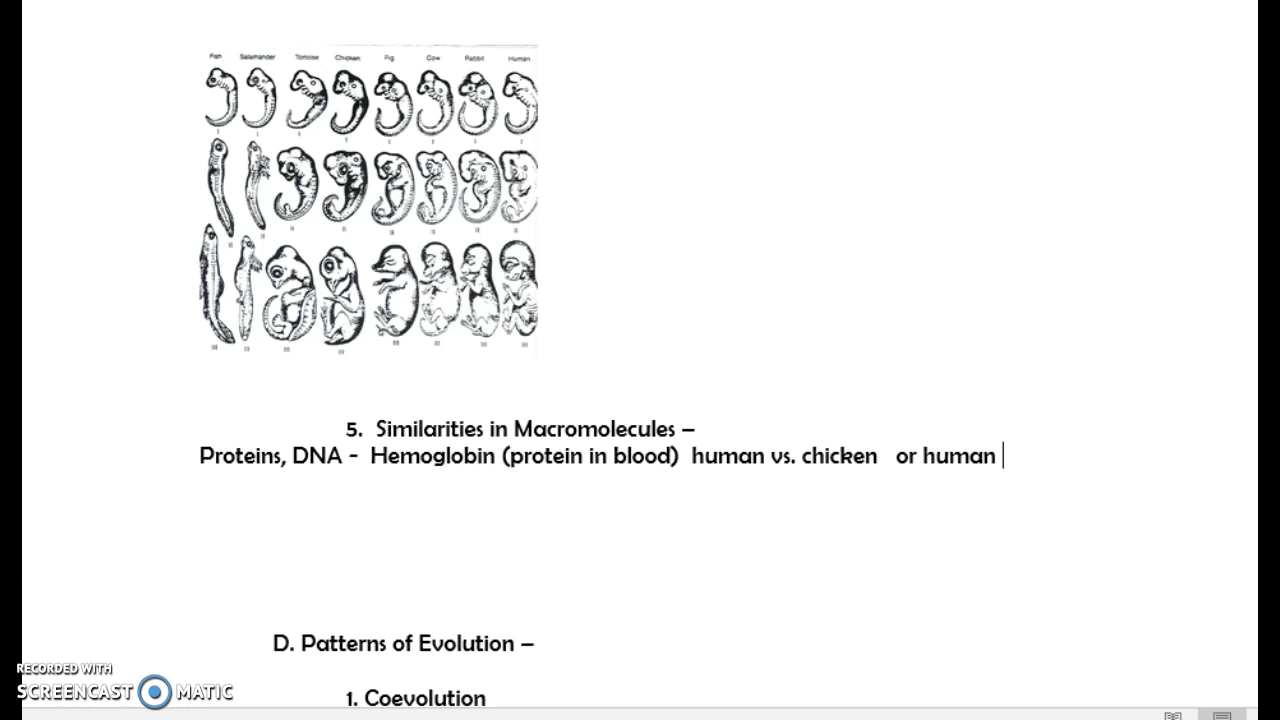 Fish Salamander Tortoise Chicken Pig Cow Rabbit Human
5. Similarities in Macromolecules –
Proteins, DNA - Hemoglobin (protein in blood) human vs. chicken or human
D. Patterns of Evolution –
1. Coevolution
RECORDED WITH
SCREENCAST MATIC